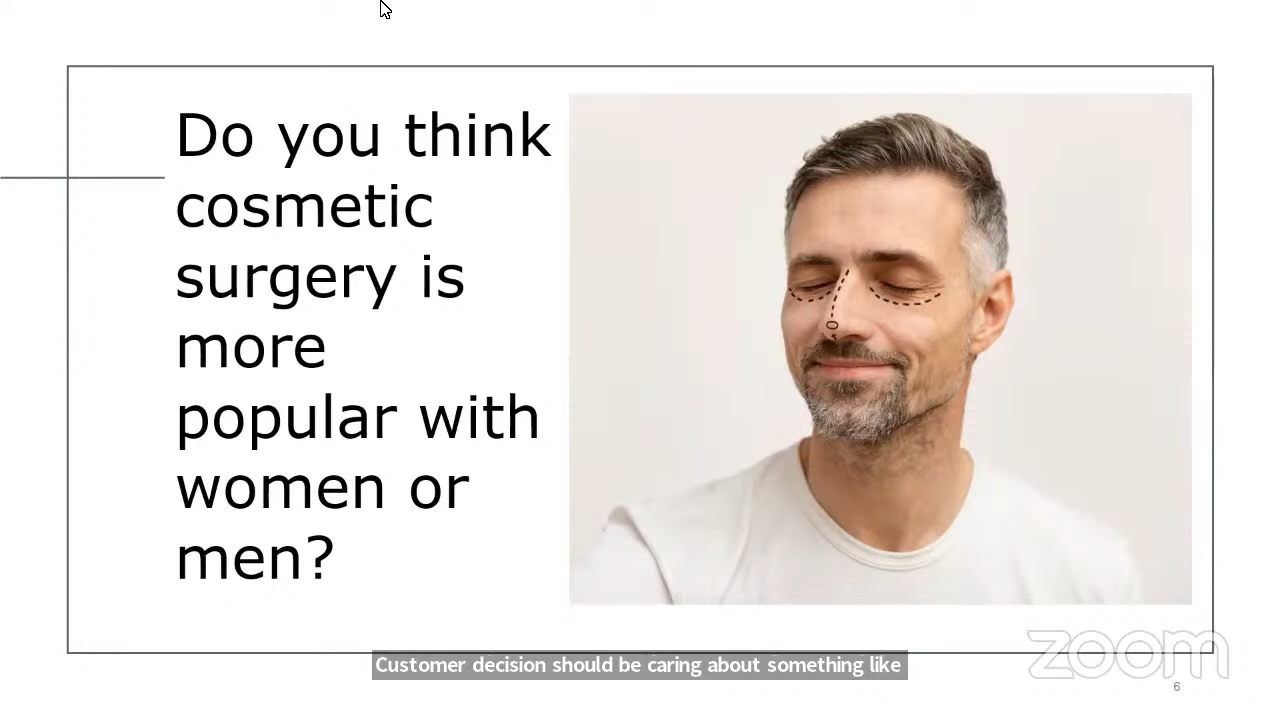 Do you think
cosmetic
surgery is
more
popular with
women or
men?
Customer decision should be caring about something like
zoom
6